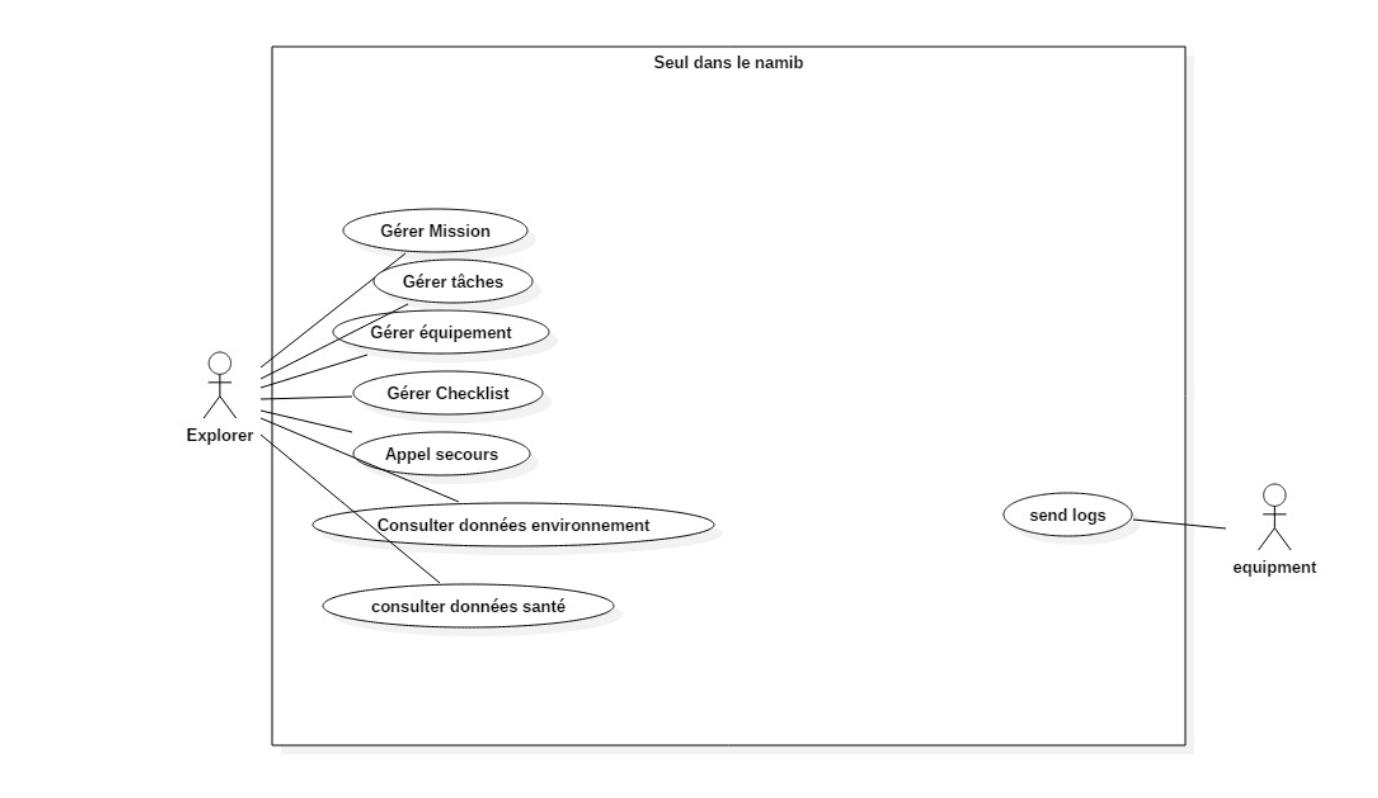 Seul dans le namib
Gérer Mission
Gérer tâches
Gérer équipement
Gérer Checklist
Explorer
Appel secours
Consulter données environnement
send logs
equipment
consulter données santé